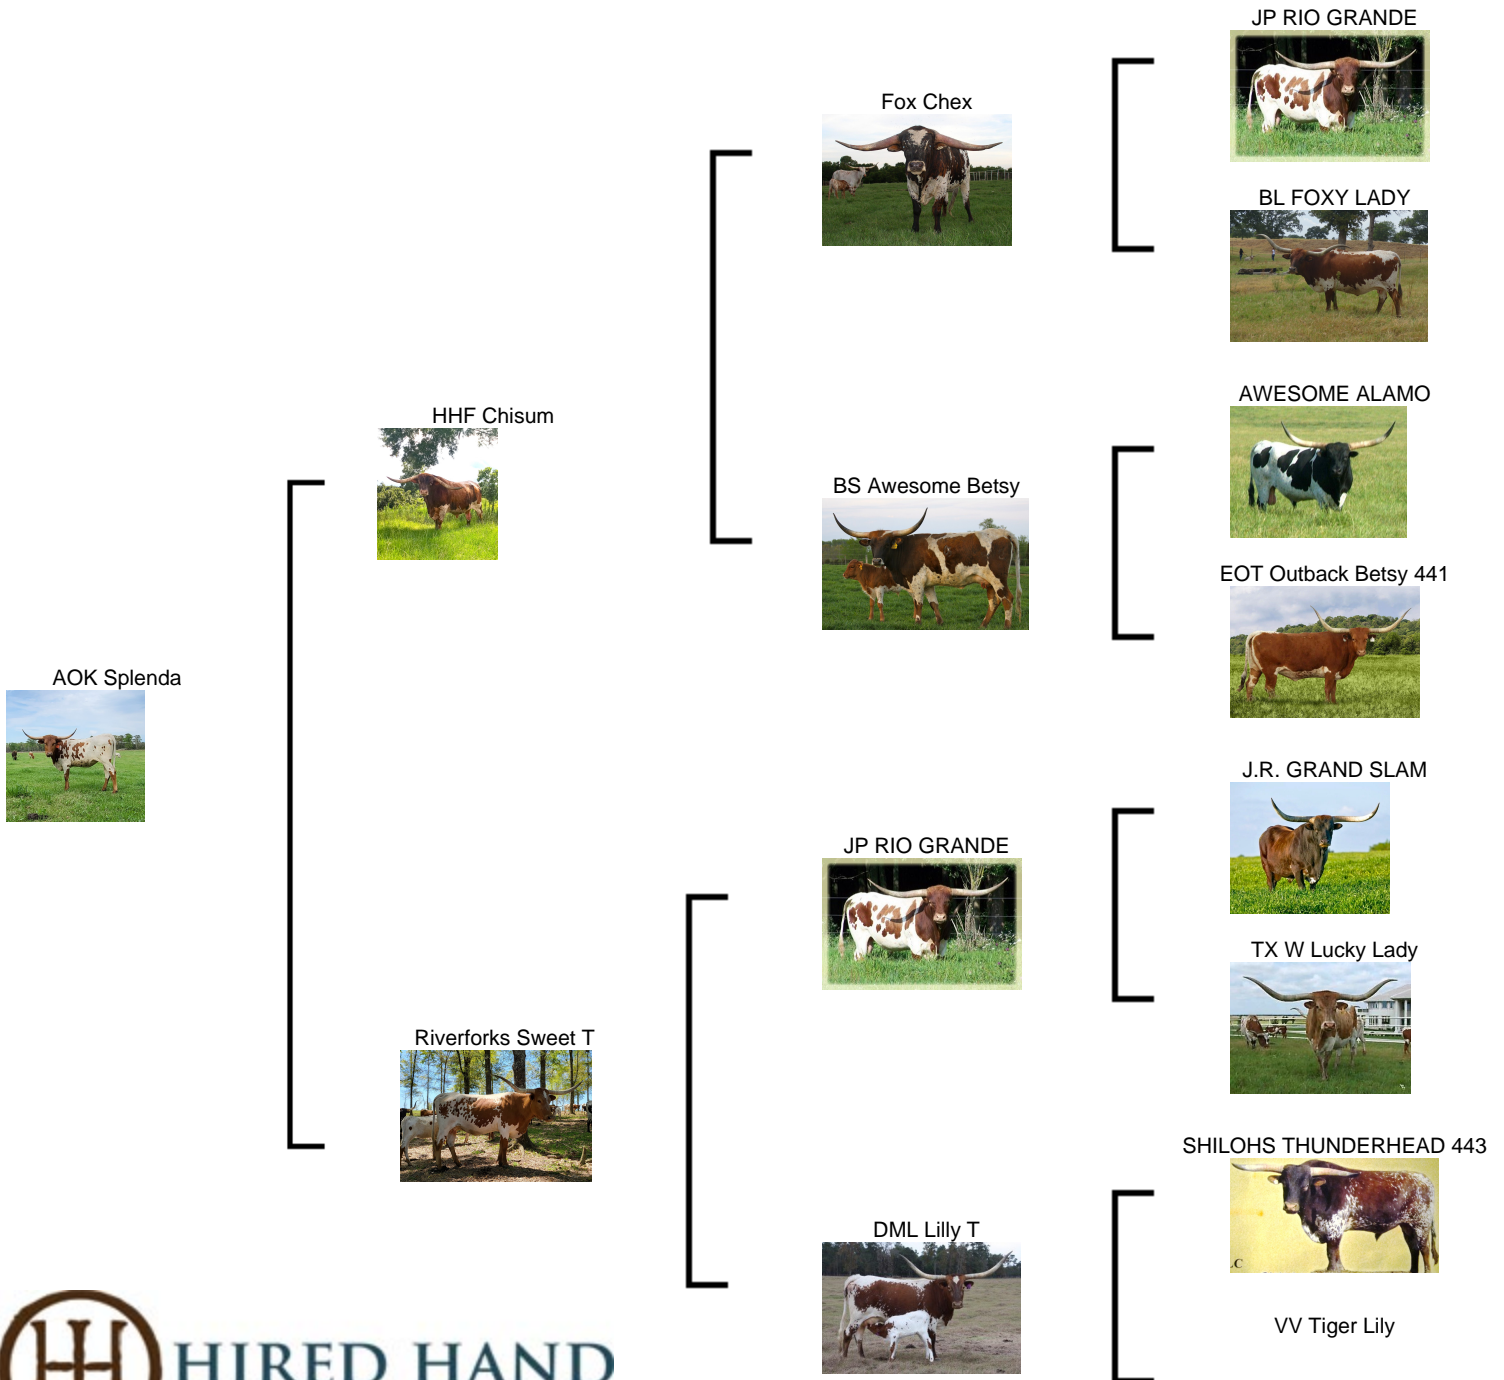 JP RIO GRANDE
Fox Chex
BL FOXY LADY
HHF Chisum
AWESOME ALAMO
BS Awesome Betsy
EOT Outback Betsy 441
AOK Splenda
J.R. GRAND SLAM
JP RIO GRANDE
TX W Lucky Lady
Riverforks Sweet T
SHILOHS THUNDERHEAD 443
LC
DML Lilly T
VV Tiger Lily
HIRED HAND